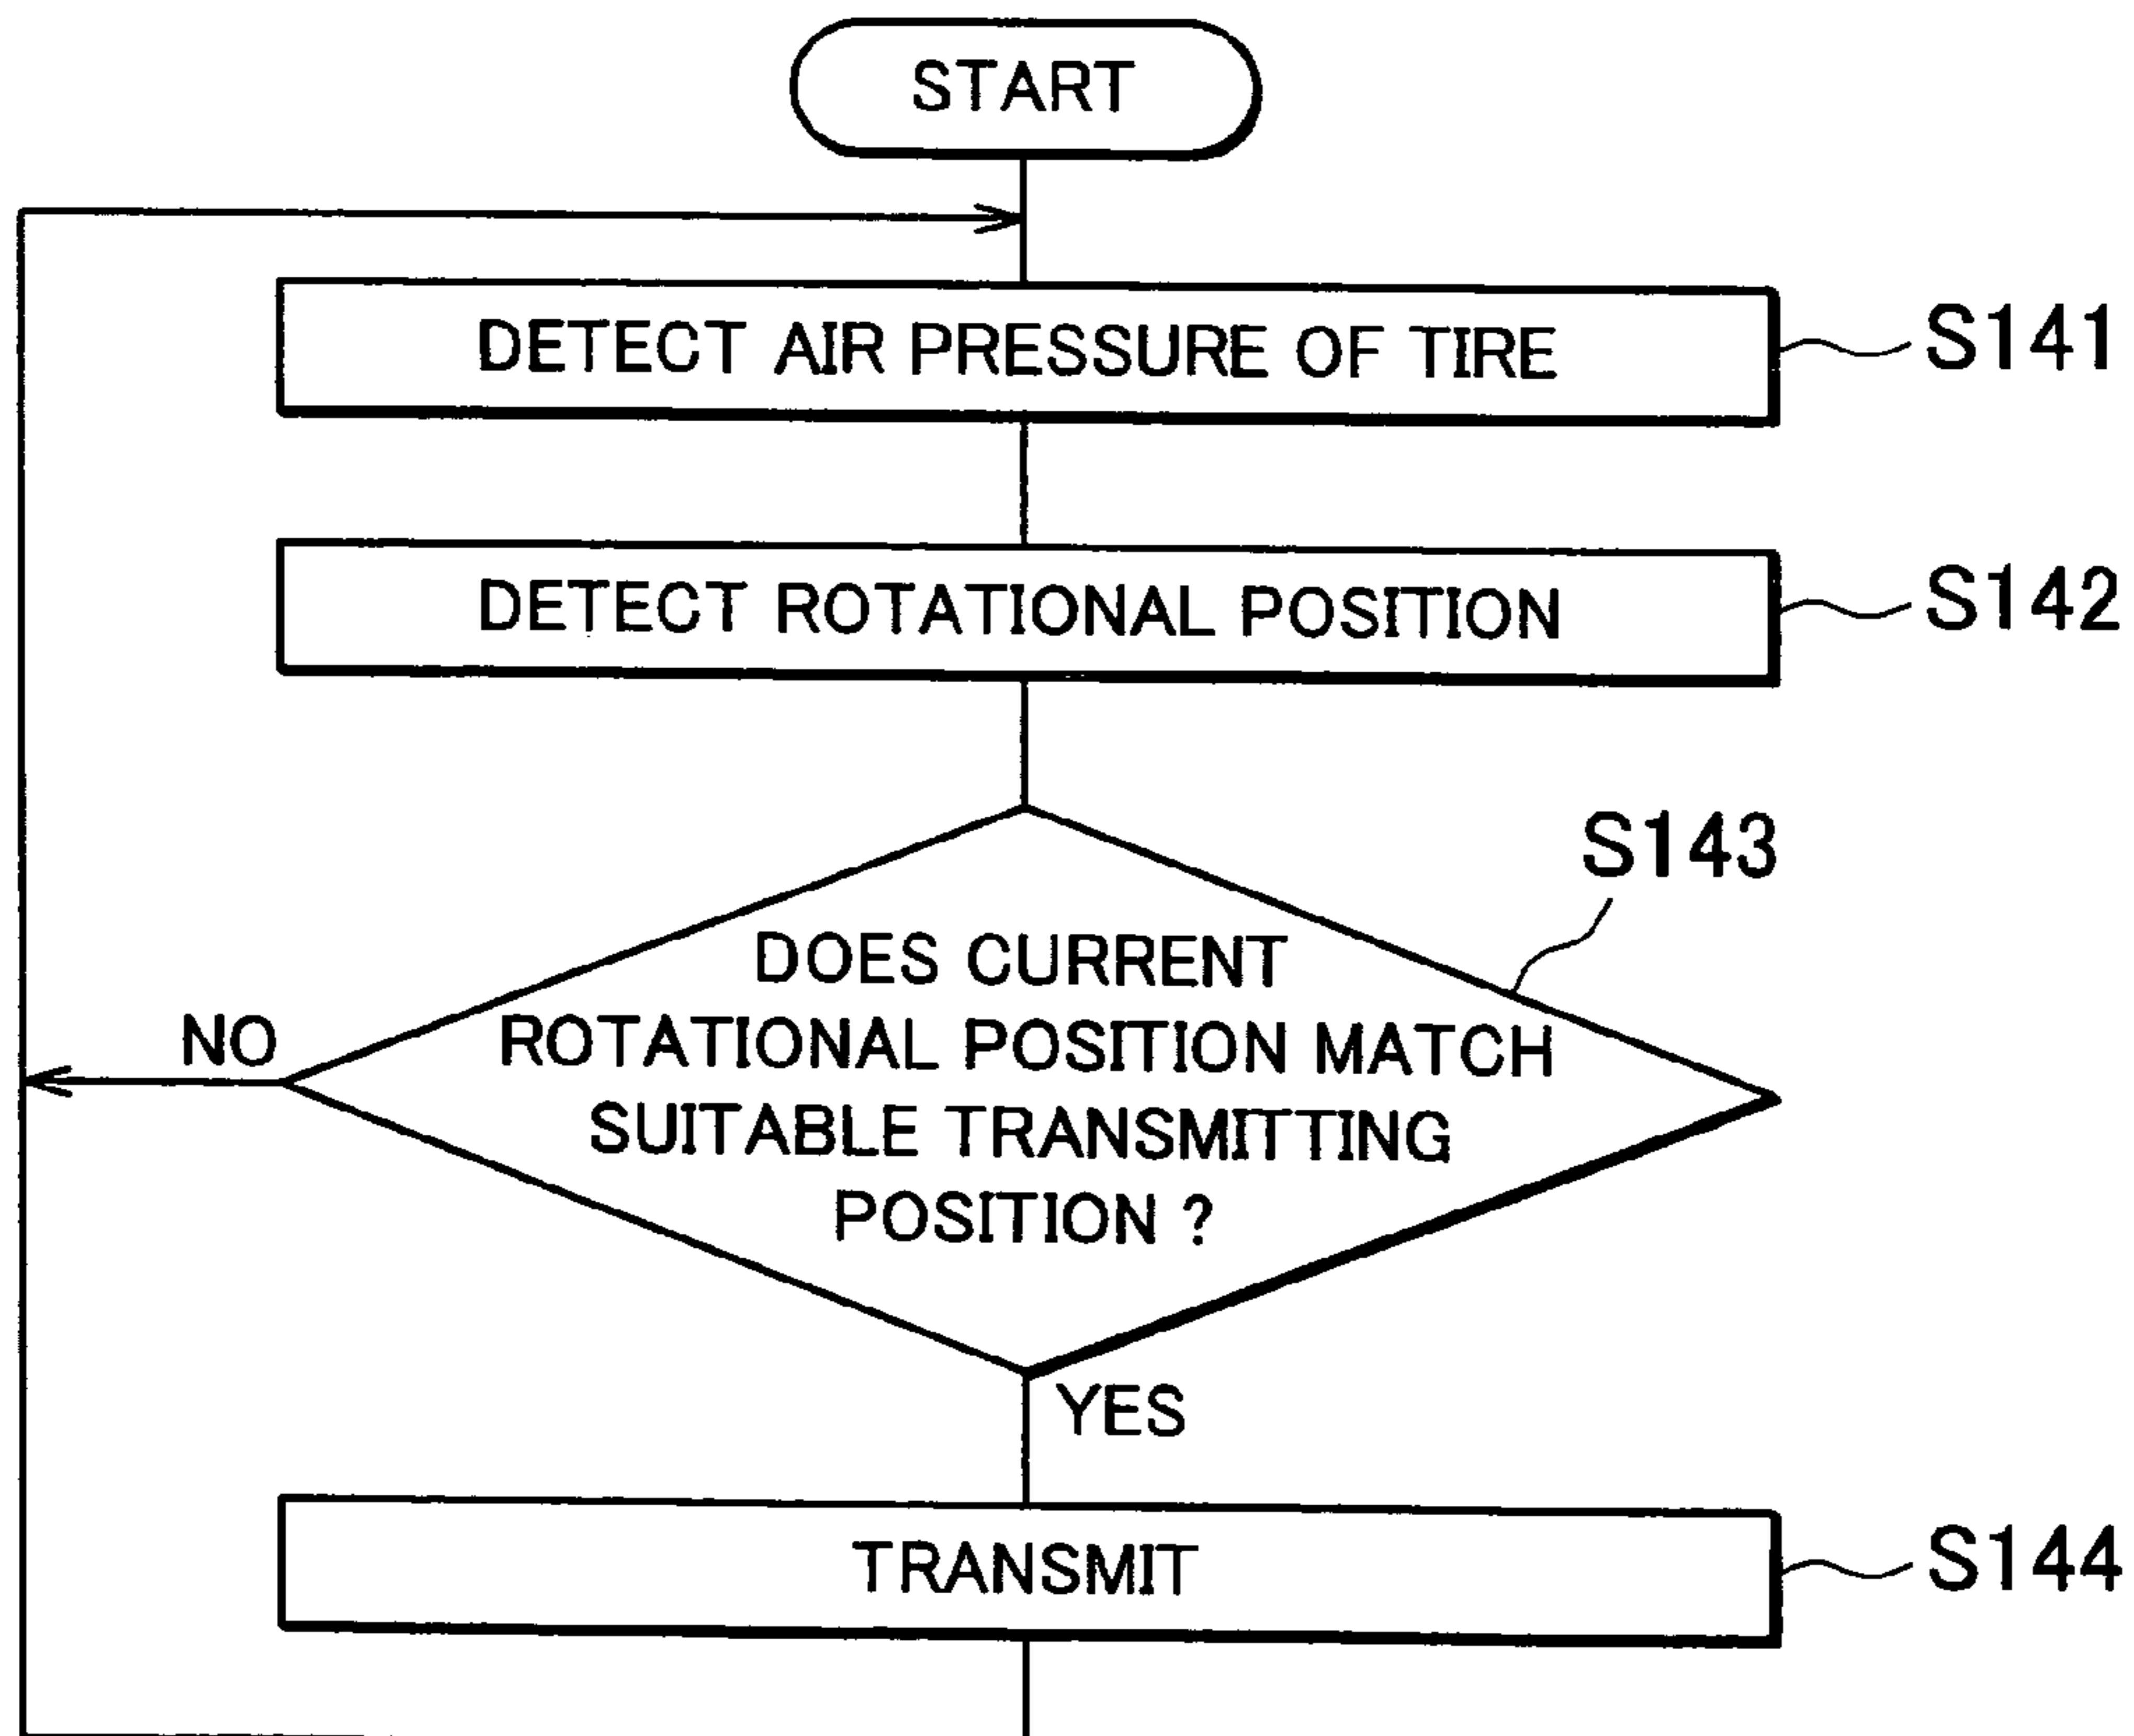 START
DETECT AIR PRESSURE OF TIRE
S141
DETECT ROTATIONAL POSITION
S142
S143
DOES CURRENT
ROTATIONAL POSITION MATCH
SUITABLE TRANSMITTING
POSITION ?
NO
YES
TRANSMIT
S144